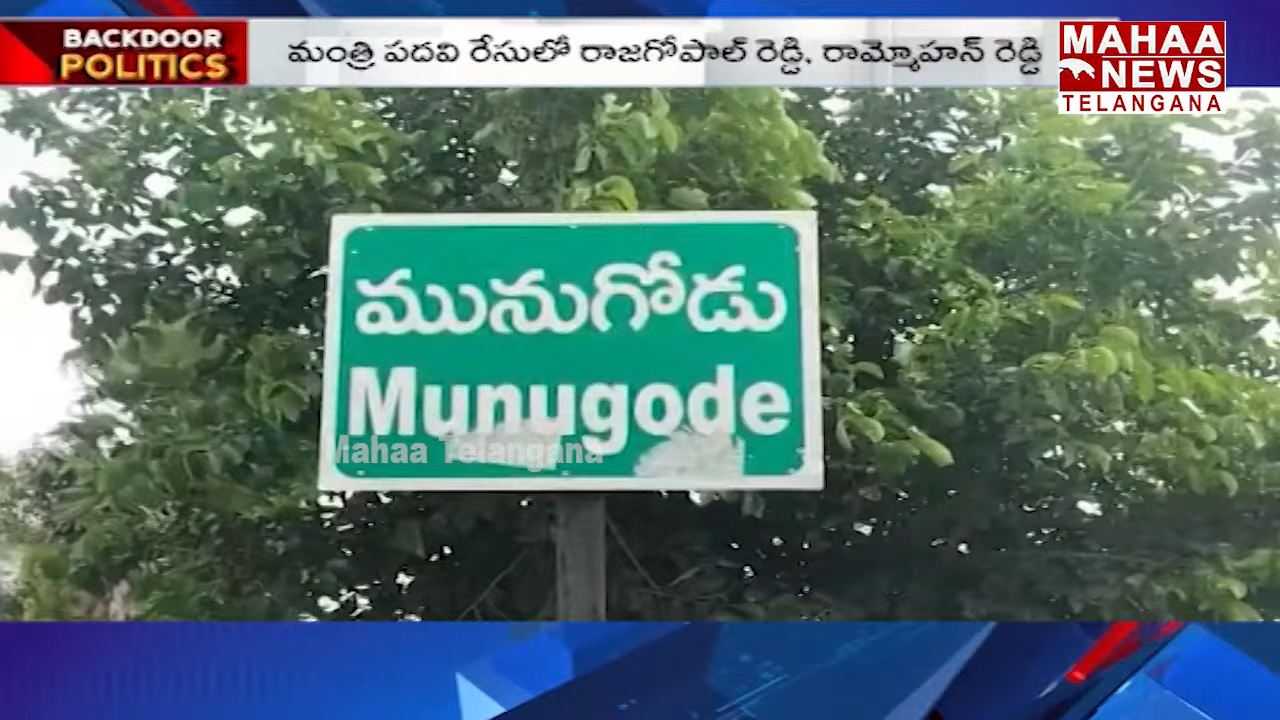 BACKDOOR
POLITICS
మంత్రి పదవి రేసులో రాజగోపాల్ రెడ్డి, రామ్మోహన్ రెడ్డి
MAHAA
NEWS
TELANGANA
మునుగోడు
Munugode
Mahaa Telangana